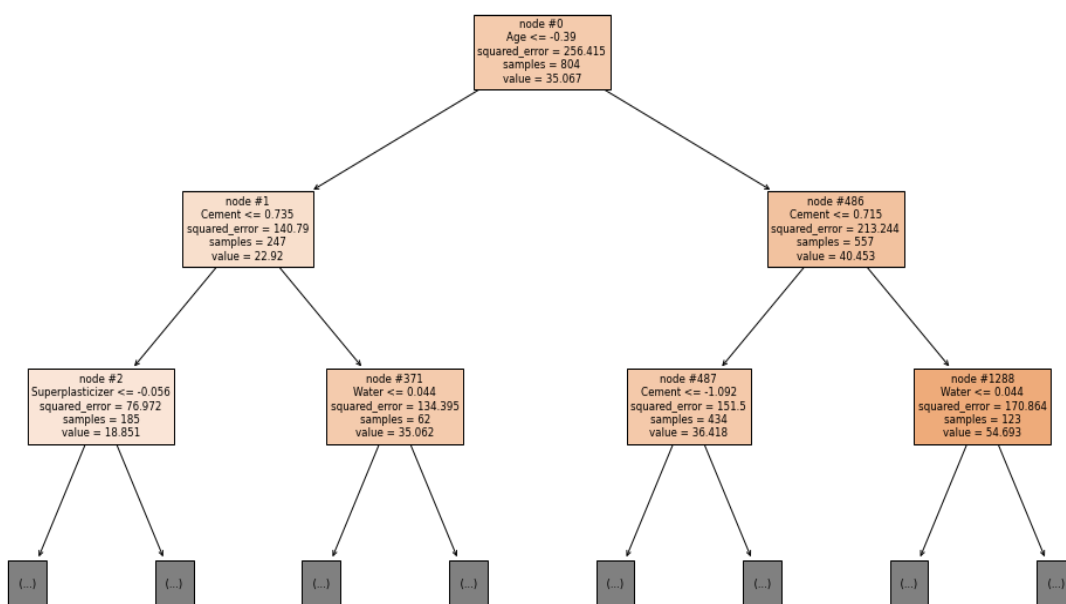 node #0
Age <= -0.39
squared_error = 256.415
samples = 804
value = 35.067
node #1
Cement <= 0.735
squared_error = 140.79
samples = 247
value = 22.92
node #486
Cement <= 0.715
squared_error = 213.244
samples = 557
value = 40.453
node #2
Superplasticizer <= -0.056
squared_error = 76.972
samples = 185
value = 18.851
node #371
Water <= 0.044
squared_error = 134.395
samples = 62
value = 35.062
node #487
Cement <= -1.092
squared_error = 151.5
samples = 434
value = 36.418
node #1288
Water <= 0.044
squared_error = 170.864
samples = 123
value = 54.693
(...)
(...)
(...)
(...)
(...)
(...)
(...)
(...)